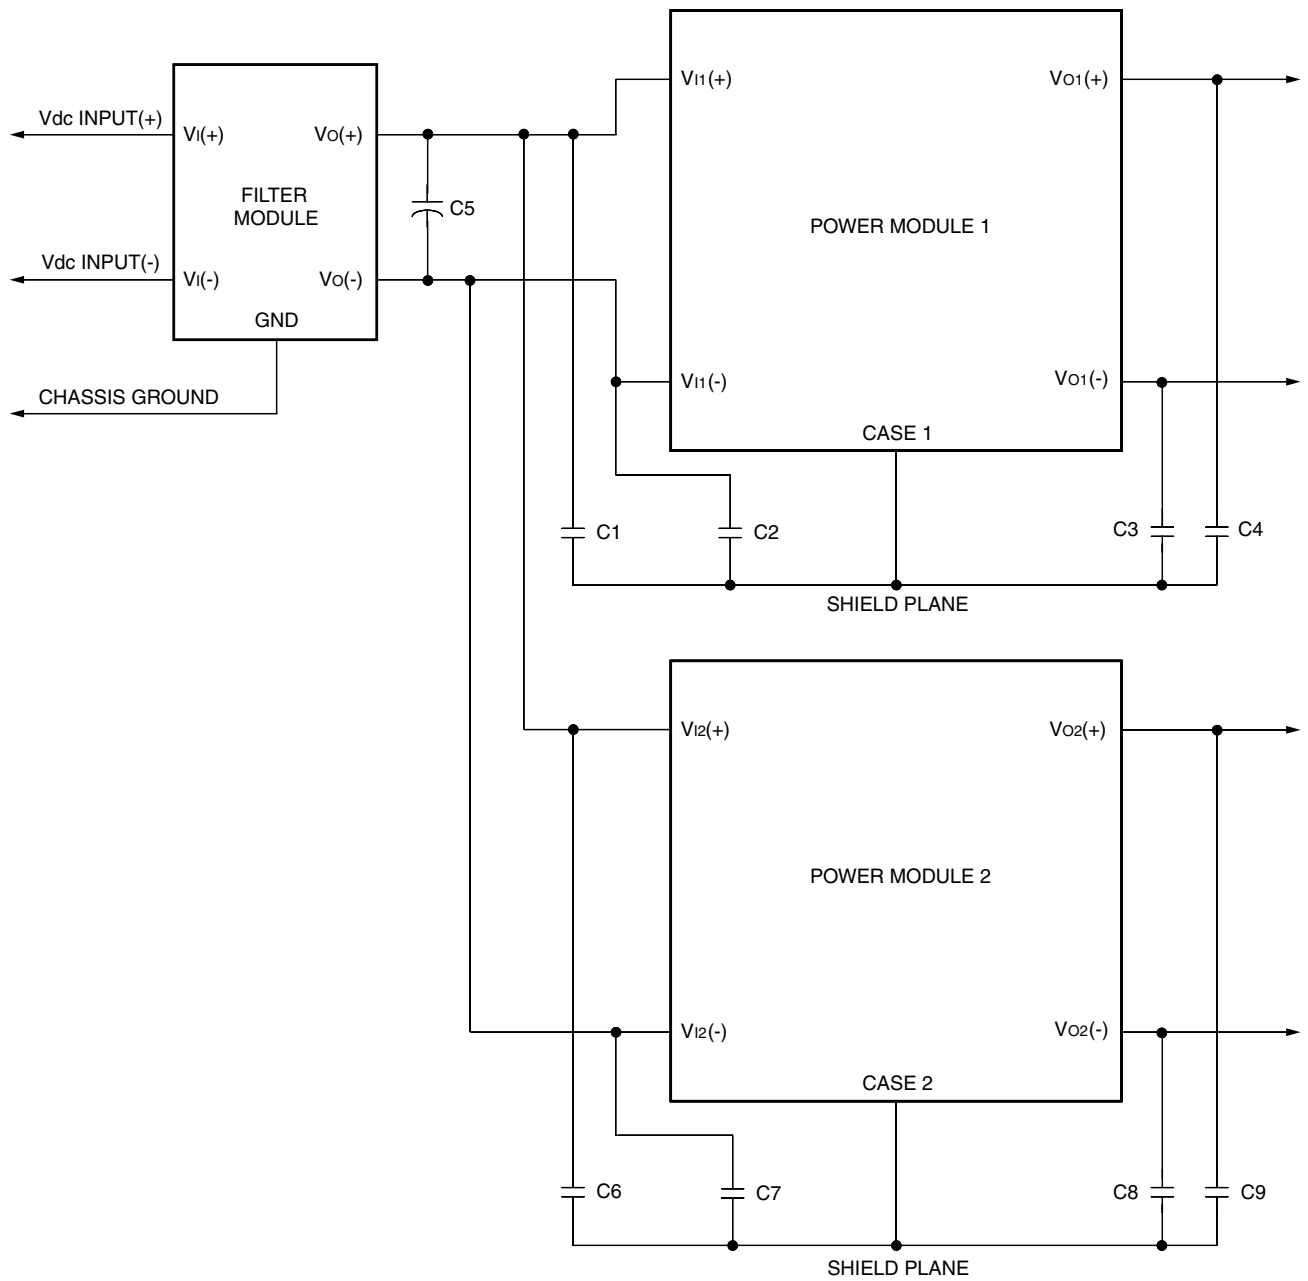 Vdc INPUT(+)
VI(+)
VO(+)
FILTER
MODULE
C5
Vdc INPUT(-)
VI(-)
VO(-)
GND
CHASSIS GROUND
VI1(+)
VO1(+)
POWER MODULE 1
VI1(-)
VO1(-)
CASE 1
C1
C2
C3
C4
SHIELD PLANE
VI2(+)
VO2(+)
POWER MODULE 2
VI2(-)
VO2(-)
CASE 2
C6
C7
C8
C9
SHIELD PLANE